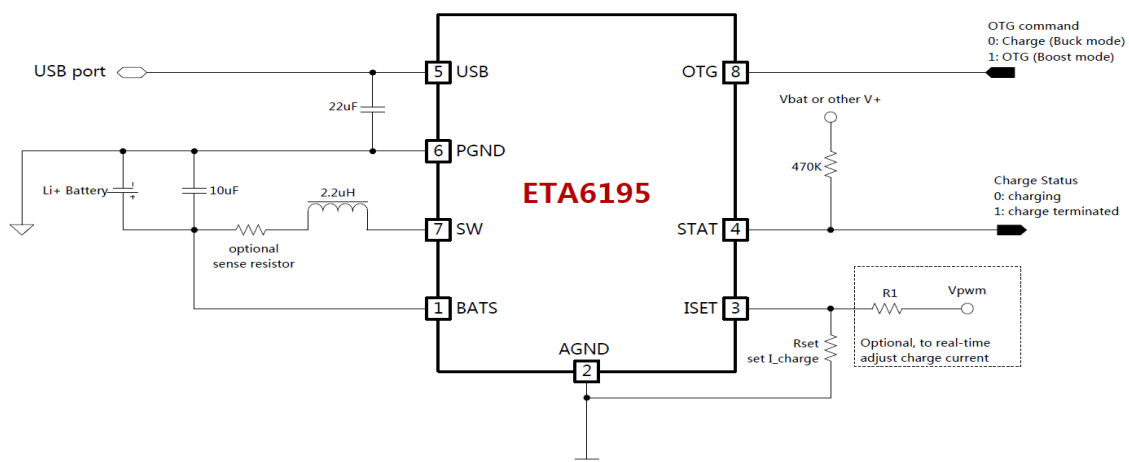 OTG command
0: Charge (Buck mode)
1: OTG (Boost mode)
USB port
5
USB
OTG
8
22uF
Vbat or other V+
6
PGND
470K
Li+ Battery
-
+
10uF
2.2uH
ETA6195
Charge Status
0: charging
1: charge terminated
7
SW
STAT
4
optional
sense resistor
R1
Vpwm
1
BATS
ISET
3
Rset
set I_charge
Optional, to real-time
adjust charge current
AGND
2